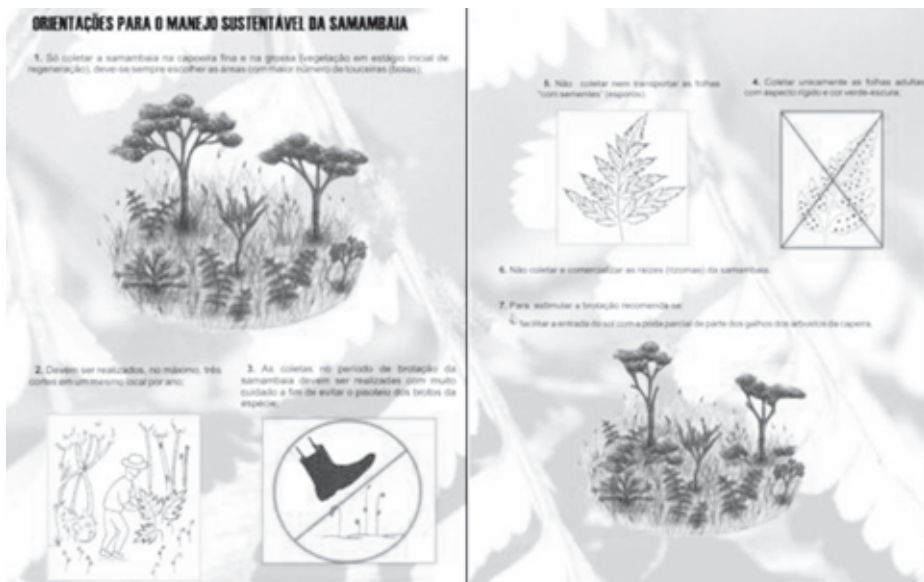 ORIENTAÇÕES PARA O MANEJO SUSTENTÁVEL DA SAMAMBAIA
1. Só coletar a samambaia na capoeira fina e na grossa (vegetação em estágio inicial de
regeneração), deve-se sempre escolher as áreas com maior número de touceiras (bolas);
2. Devem ser realizados, no máximo, três
cortes em um mesmo local por ano;
3. As coletas no período de brotação da
samambaia devem ser realizadas com muito
cuidado a fim de evitar o pisoteio dos brotos da
espécie;
5. Não coletar nem transportar as folhas
"com sementes" (esporos).
4. Coletar unicamente as folhas adultas
com aspecto rígido e cor verde-escura;
6. Não coletar e comercializar as raízes (rizomas) da samambaia.
7. Para estimular a brotação recomenda-se:
facilitar a entrada do sol com a poda parcial de parte dos galhos dos arbustos da capeira.